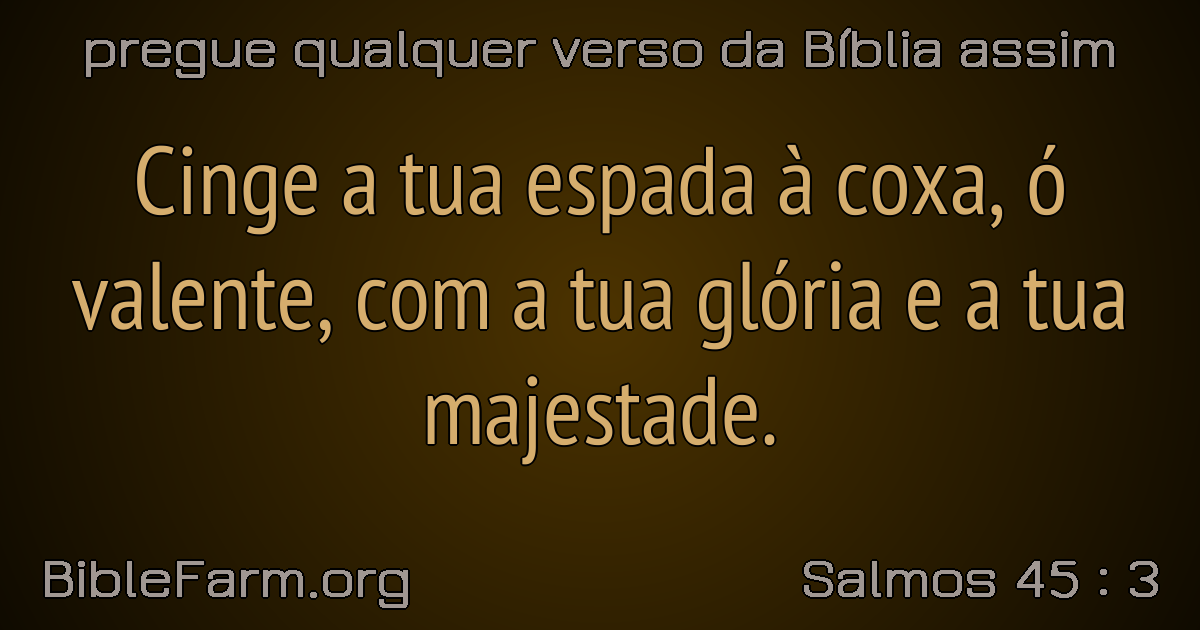 pregue qualquer verso da Bíblia assim
Cinge a tua espada à coxa, ó
valente, com a tua glória e a tua
majestade.
BibleFarm.org
Salmos 45 : 3